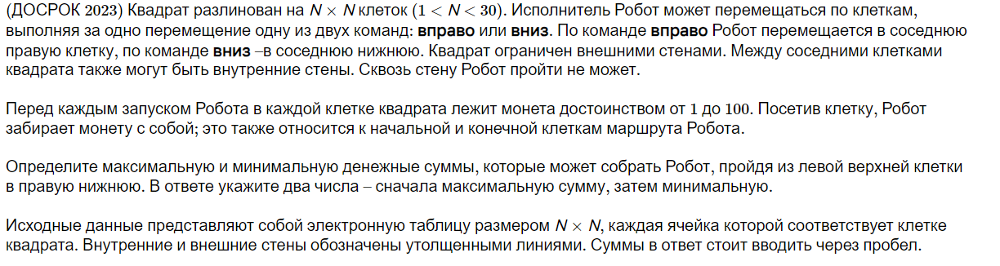 (ДОСРОК 2023) Квадрат разлинован на N × N клеток (1 < N < 30). Исполнитель Робот может перемещаться по клеткам,
выполняя за одно перемещение одну из двух команд: вправо или вниз. По команде вправо Робот перемещается в соседнюю
правую клетку, по команде вниз –в соседнюю нижнюю. Квадрат ограничен внешними стенами. Между соседними клетками
квадрата также могут быть внутренние стены. Сквозь стену Робот пройти не может.
Перед каждым запуском Робота в каждой клетке квадрата лежит монета достоинством от 1 до 100. Посетив клетку, Робот
забирает монету с собой; это также относится к начальной и конечной клеткам маршрута Робота.
Определите максимальную и минимальную денежные суммы, которые может собрать Робот, пройдя из левой верхней клетки
в правую нижнюю. В ответе укажите два числа – сначала максимальную сумму, затем минимальную.
Исходные данные представляют собой электронную таблицу размером N × N, каждая ячейка которой соответствует клетке
квадрата. Внутренние и внешние стены обозначены утолщенными линиями. Суммы в ответ стоит вводить через пробел.